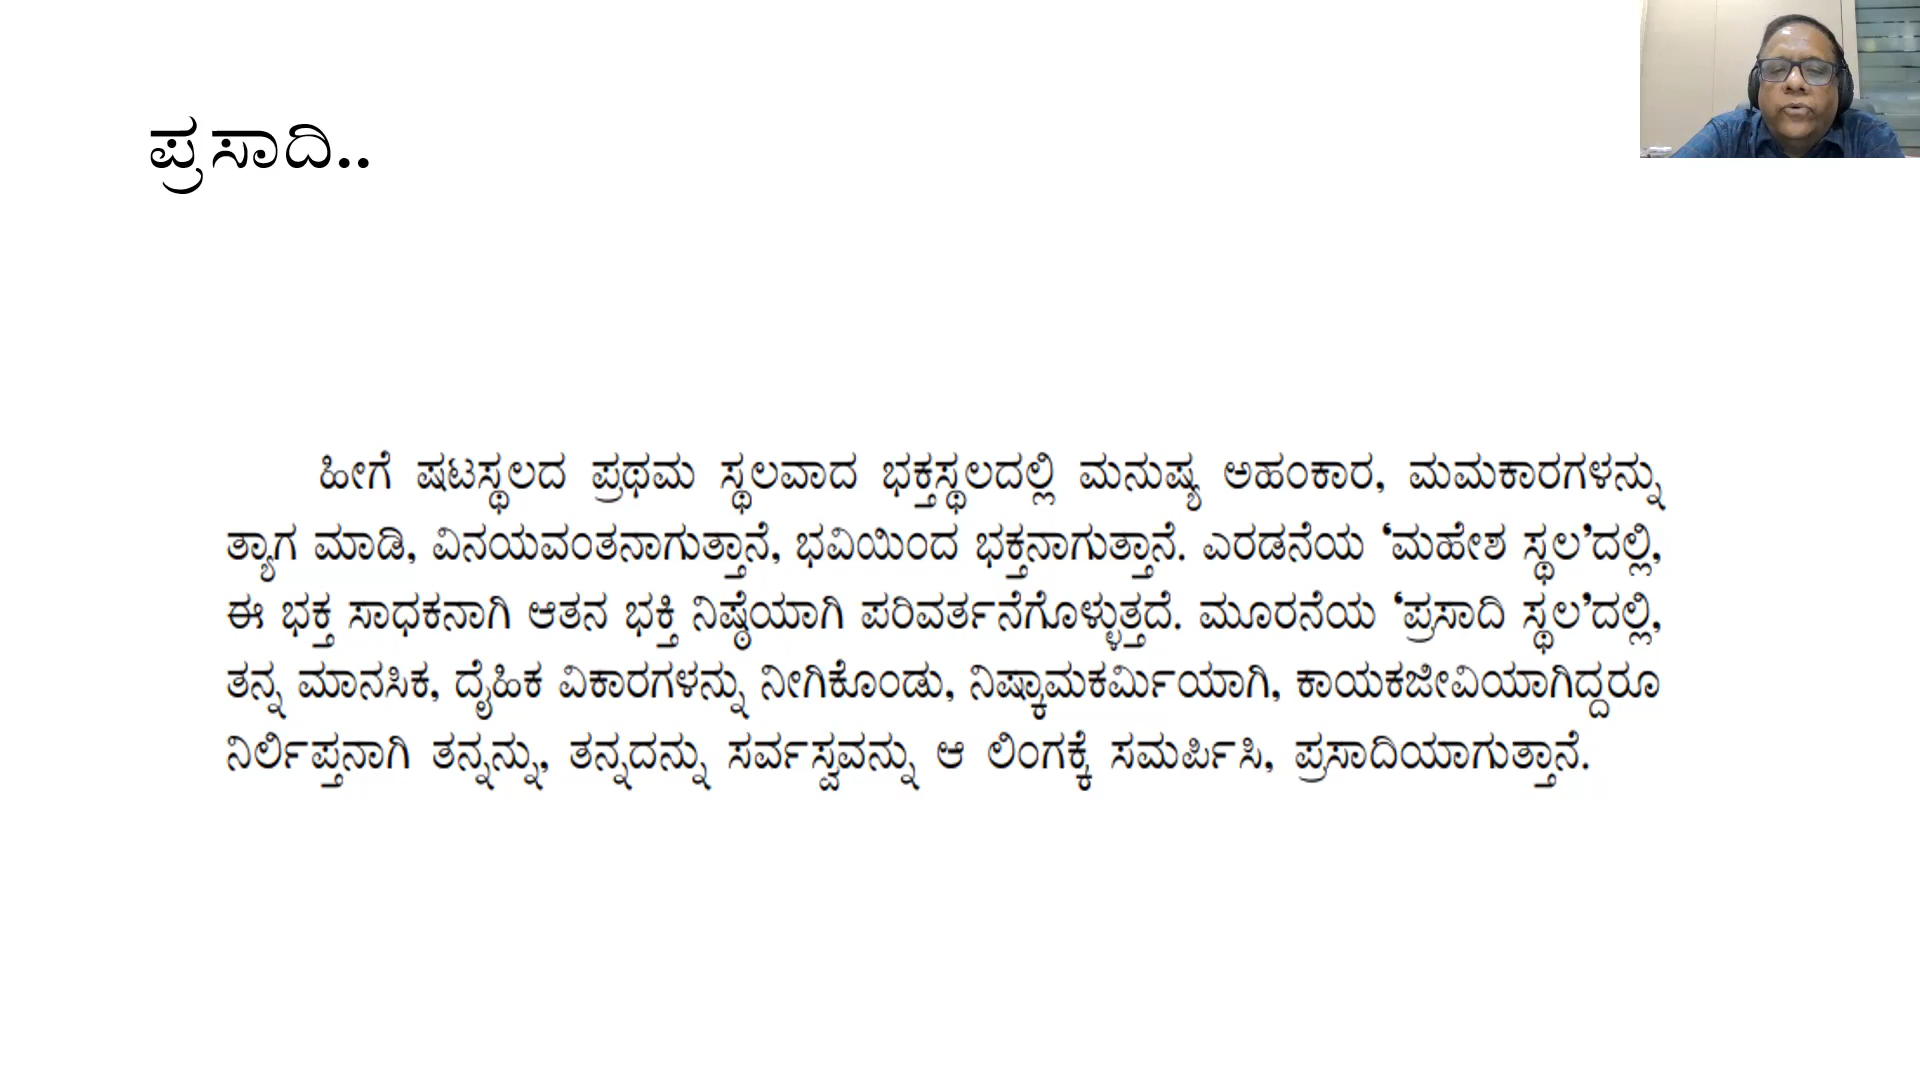 ಪ್ರಸಾದಿ..
ಹೀಗೆ ಷಟಸ್ಥಲದ ಪ್ರಥಮ ಸ್ಥಲವಾದ ಭಕ್ತಸ್ಥಲದಲ್ಲಿ ಮನುಷ್ಯ ಅಹಂಕಾರ, ಮಮಕಾರಗಳನ್ನು
ತ್ಯಾಗ ಮಾಡಿ, ವಿನಯವಂತನಾಗುತ್ತಾನೆ, ಭವಿಯಿಂದ ಭಕ್ತನಾಗುತ್ತಾನೆ. ಎರಡನೆಯ ‘ಮಹೇಶ ಸ್ಥಲ’ದಲ್ಲಿ,
ಈ ಭಕ್ತ ಸಾಧಕನಾಗಿ ಆತನ ಭಕ್ತಿ ನಿಷ್ಠೆಯಾಗಿ ಪರಿವರ್ತನೆಗೊಳ್ಳುತ್ತದೆ. ಮೂರನೆಯ ‘ಪ್ರಸಾದಿ ಸ್ಥಲ’ದಲ್ಲಿ,
ತನ್ನ ಮಾನಸಿಕ, ದೈಹಿಕ ವಿಕಾರಗಳನ್ನು ನೀಗಿಕೊಂಡು, ನಿಷ್ಕಾಮಕರ್ಮಿಯಾಗಿ, ಕಾಯಕಜೀವಿಯಾಗಿದ್ದರೂ
ನಿರ್ಲಿಪ್ತನಾಗಿ ತನ್ನನ್ನು, ತನ್ನದನ್ನು ಸರ್ವಸ್ವವನ್ನು ಆ ಲಿಂಗಕ್ಕೆ ಸಮರ್ಪಿಸಿ, ಪ್ರಸಾದಿಯಾಗುತ್ತಾನೆ.